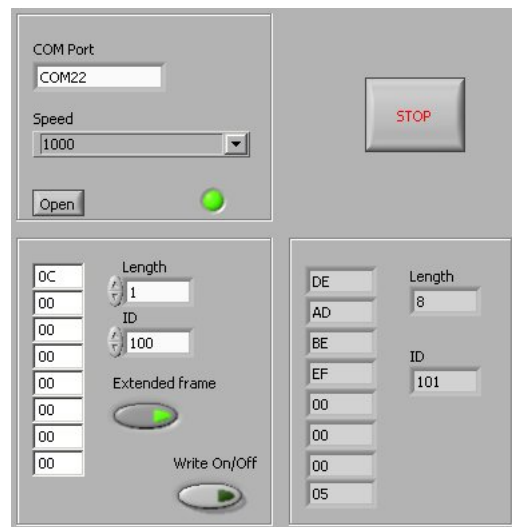 COM Port
COM22
Speed
1000
Open
STOP
0C
00
00
00
00
00
00
00
Length
1
ID
100
Extended frame
Write On/Off
DE
AD
BE
EF
00
00
00
05
Length
8
ID
101